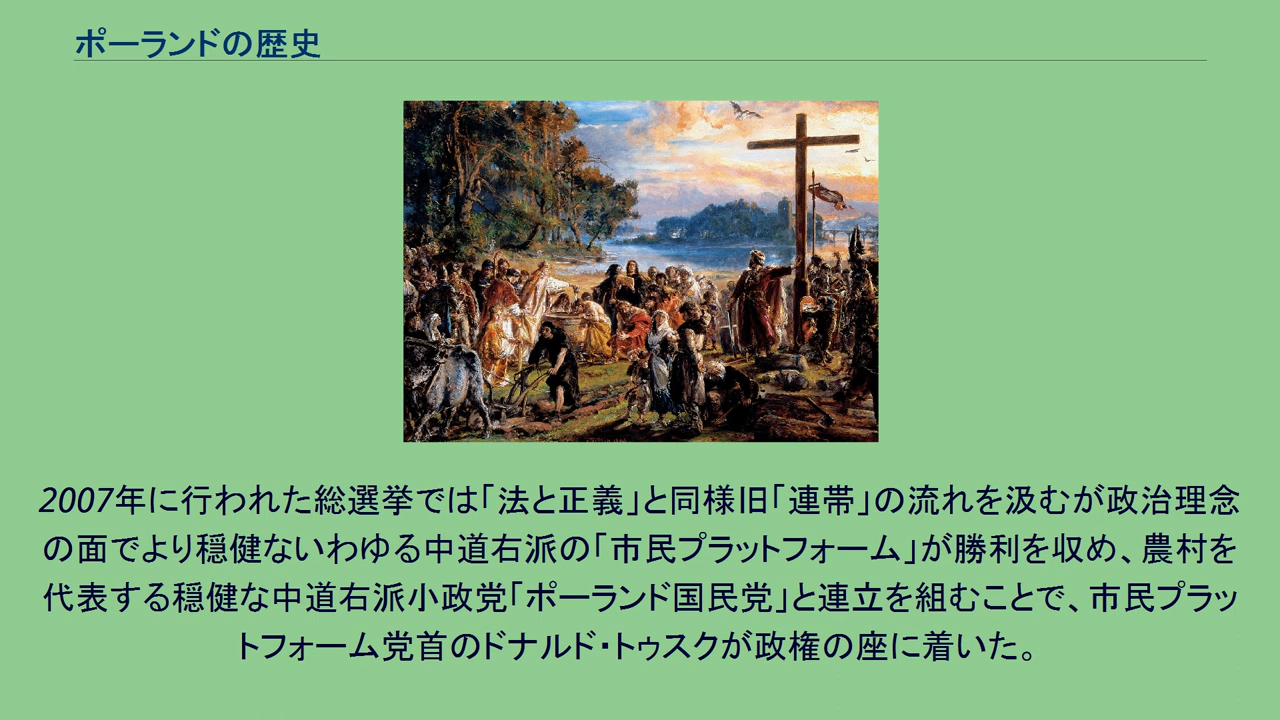 ポーランドの歴史
2007年に行われた総選挙では「法と正義」と同様旧「連帯」の流れを汲むが政治理念
の面でより穏健ないわゆる中道右派の「市民プラットフォーム」が勝利を収め、農村を
代表する穏健な中道右派小政党「ポーランド国民党」と連立を組むことで、市民プラッ
トフォーム党首のドナルド・トゥスクが政権の座に着いた。